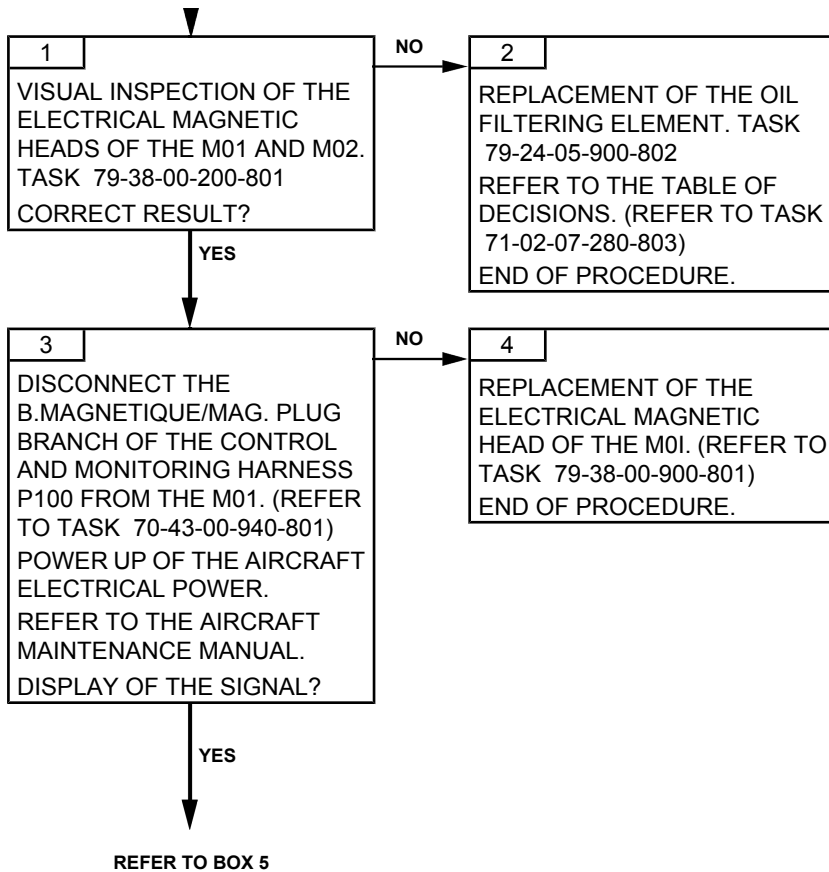 1
VISUAL INSPECTION OF THE
ELECTRICAL MAGNETIC
HEADS OF THE M01 AND M02.
TASK 79-38-00-200-801
CORRECT RESULT?
NO
2
REPLACEMENT OF THE OIL
FILTERING ELEMENT. TASK
79-24-05-900-802
REFER TO THE TABLE OF
DECISIONS. (REFER TO TASK
71-02-07-280-803)
END OF PROCEDURE.
YES
3
DISCONNECT THE
B.MAGNETIQUE/MAG. PLUG
BRANCH OF THE CONTROL
AND MONITORING HARNESS
P100 FROM THE M01. (REFER
TO TASK 70-43-00-940-801)
POWER UP OF THE AIRCRAFT
ELECTRICAL POWER.
REFER TO THE AIRCRAFT
MAINTENANCE MANUAL.
DISPLAY OF THE SIGNAL?
NO
4
REPLACEMENT OF THE
ELECTRICAL MAGNETIC
HEAD OF THE M0I. (REFER TO
TASK 79-38-00-900-801)
END OF PROCEDURE.
YES
REFER TO BOX 5